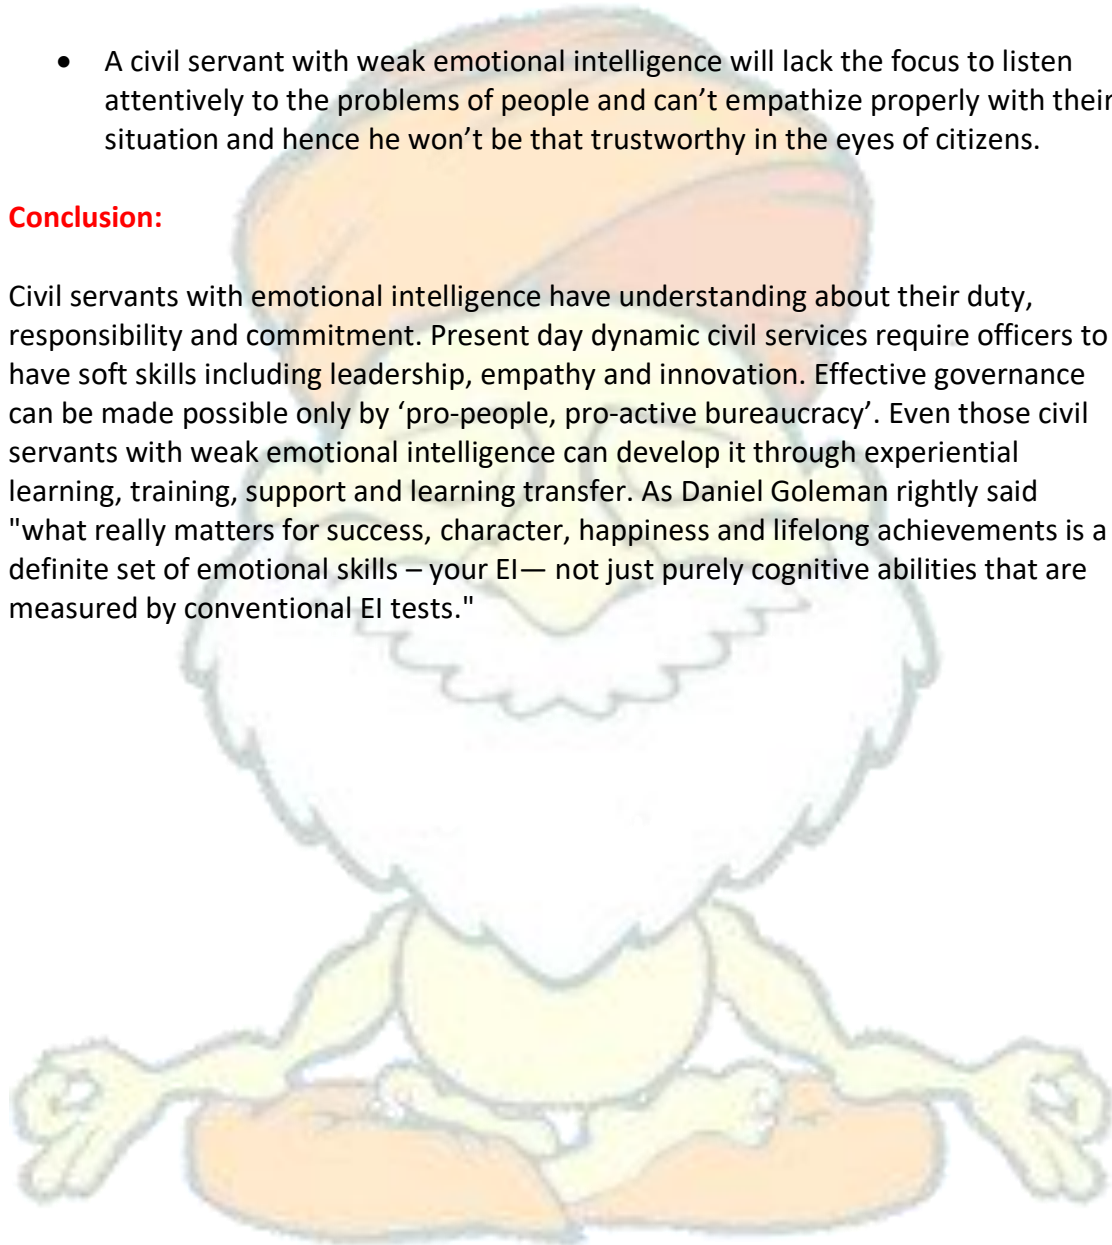 • A civil servant with weak emotional intelligence will lack the focus to listen
attentively to the problems of people and can’t empathize properly with their
situation and hence he won’t be that trustworthy in the eyes of citizens.
Conclusion:
Civil servants with emotional intelligence have understanding about their duty,
responsibility and commitment. Present day dynamic civil services require officers to
have soft skills including leadership, empathy and innovation. Effective governance
can be made possible only by ‘pro-people, pro-active bureaucracy’. Even those civil
servants with weak emotional intelligence can develop it through experiential
learning, training, support and learning transfer. As Daniel Goleman rightly said
"what really matters for success, character, happiness and lifelong achievements is a
definite set of emotional skills – your EI— not just purely cognitive abilities that are
measured by conventional EI tests."